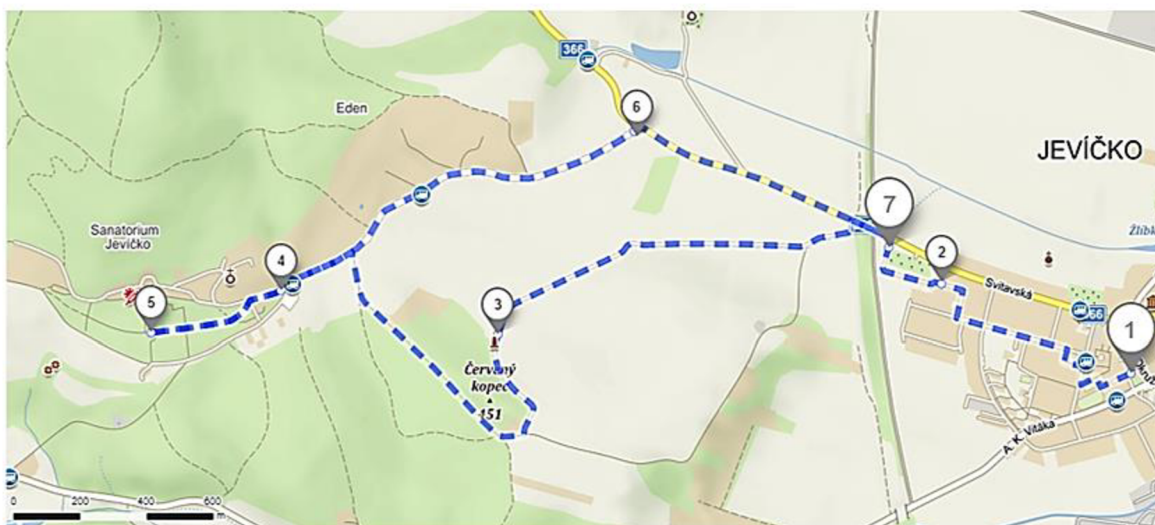 366
6
Eden
JEVÍČKO
Sanatorium
Jevíčko
4
7
2
Žlíbk
5
3
Svitavská
66
1
Okruž
Červený
kopec
451
A. K. Vitáka
0 200 400 600
m